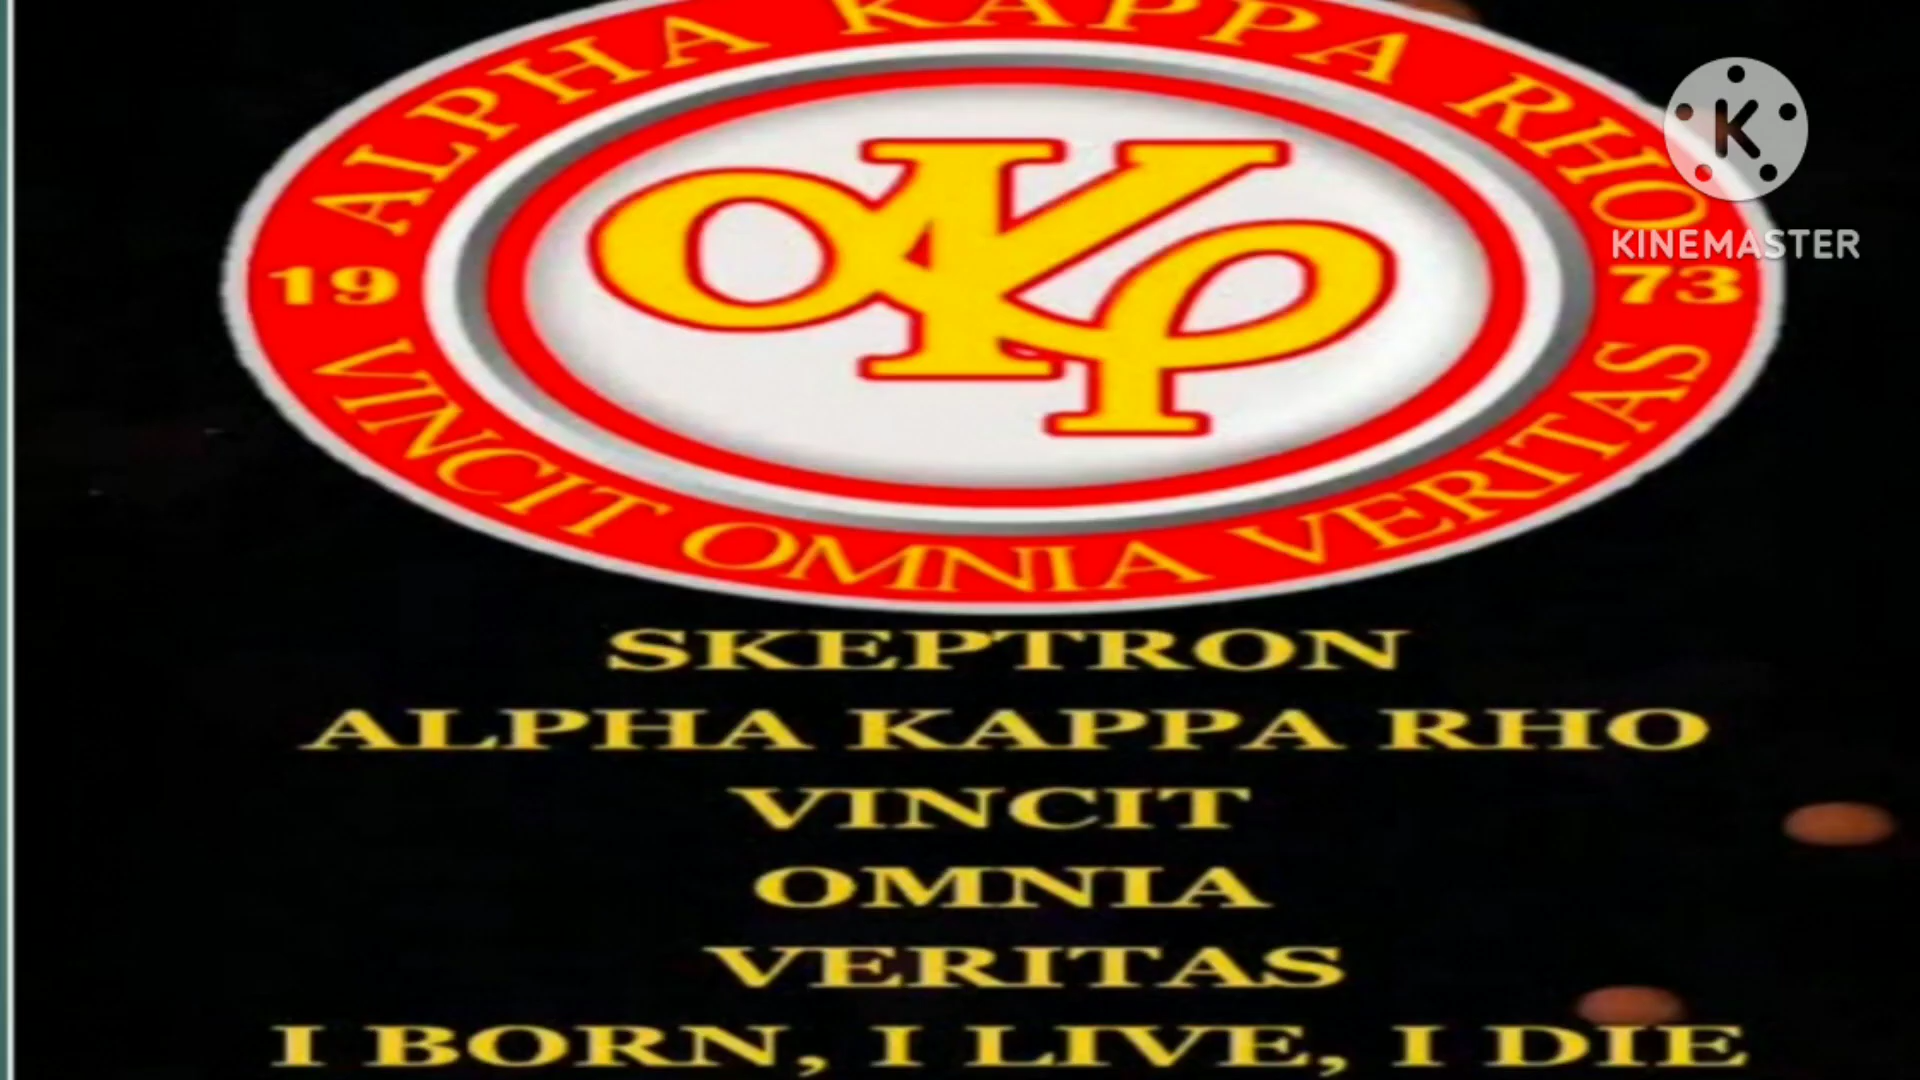 ALPHA KAPPA RHO
19 73
VINCIT OMNIA VERITAS
αKρ
K
KINEMASTER
SKEPTRON
ALPHA KAPPA RHO
VINCIT
OMNIA
VERITAS
I BORN, I LIVE, I DIE